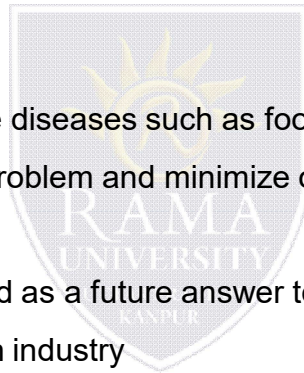 e diseases such as foo
roblem and minimize c
RAMA
UNIVERSITY
d as a future answer to
KANPUR
n industry